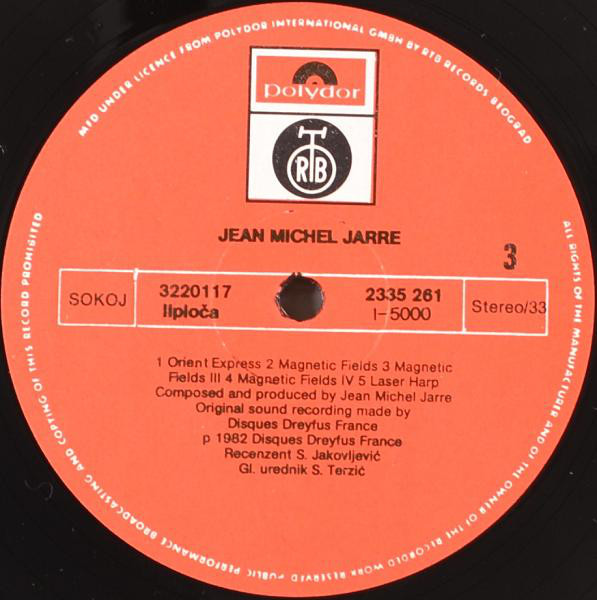 MFD UNDER LICENCE FROM POLYDOR INTERNATIONAL GMBH BY RTB RECORDS BEOGRAD
polydor
RTB
JEAN MICHEL JARRE
3
SOKOJ
3220117
IIploča
2335 261
I-5000
Stereo/33
1 Orient Express 2 Magnetic Fields 3 Magnetic
Fields III 4 Magnetic Fields IV 5 Laser Harp
Composed and produced by Jean Michel Jarre
Original sound recording made by
Disques Dreyfus France
p 1982 Disques Dreyfus France
Recenzent S. Jakovljević
Gl. urednik S. Terzić
ALL RIGHTS OF THE MANUFACTURER AND OF THE OWNER OF THE RECORDED WORK RESERVED PUBLIC PERFORMANCE BROADCASTING AND COPYING OF THIS RECORD PROHIBITED